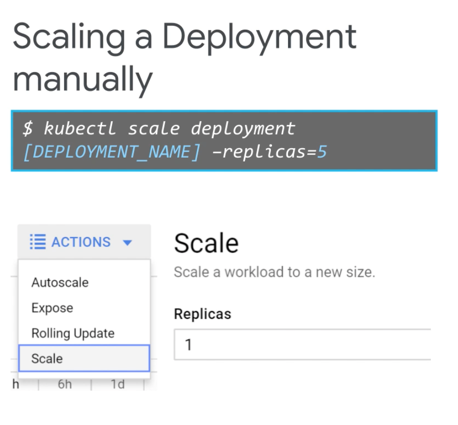 Scaling a Deployment
manually
$ kubectl scale deployment
[DEPLOYMENT_NAME] –replicas=5
ACTIONS
Autoscale
Expose
Rolling Update
Scale
h 6h 1d
Scale
Scale a workload to a new size.
Replicas
1